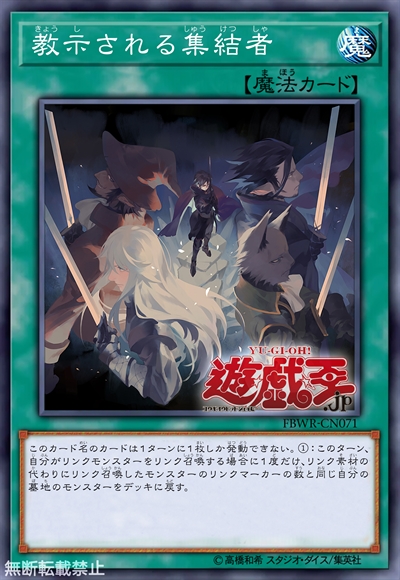 教示される集結者
魔
【魔法カード】
YU-GI-OH!
遊戯王.jp
FBWR-CN071
このカード名のカードは1ターンに1枚しか発動できない。①：このターン、
自分がリンクモンスターをリンク召喚する場合に1度だけ、リンク素材の
代わりにリンク召喚したモンスターのリンクマーカーの数と同じ自分の
墓地のモンスターをデッキに戻す。
無断転載禁止
©高橋和希 スタジオ・ダイス/集英社